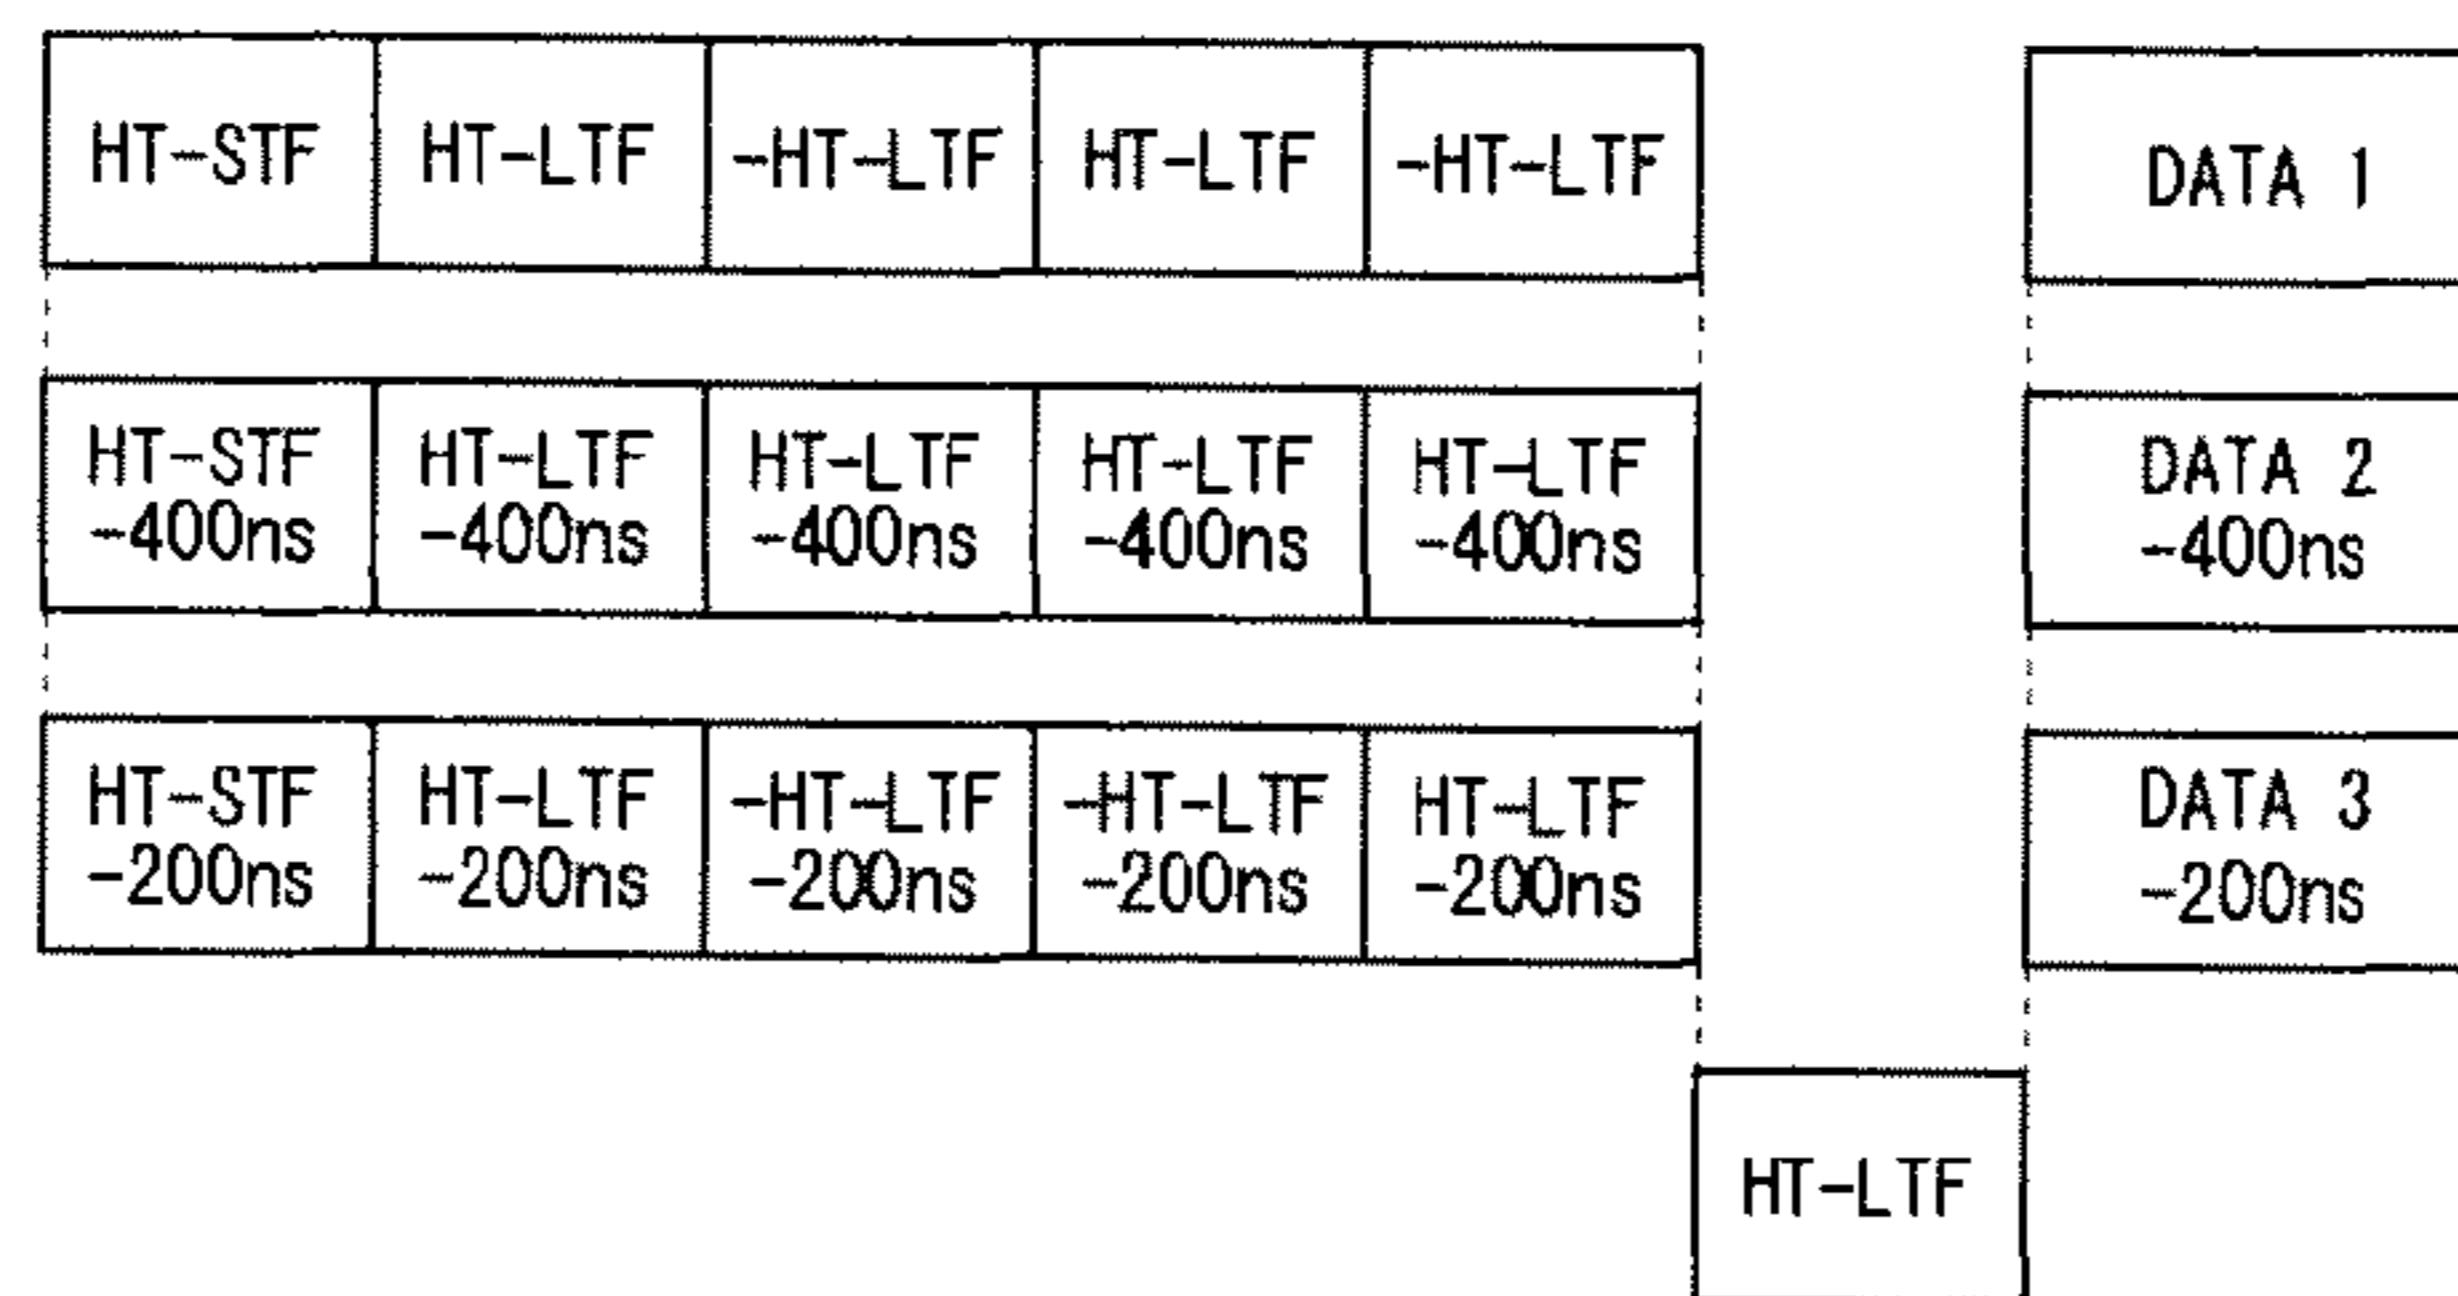 HT-STF HT-LTF -HT-LTF HT-LTF -HT-LTF DATA 1
HT-STF HT-LTF HT-LTF HT-LTF HT-LTF DATA 2
-400ns -400ns -400ns -400ns -400ns -400ns
HT-STF HT-LTF -HT-LTF -HT-LTF HT-LTF DATA 3
-200ns -200ns -200ns -200ns -200ns -200ns
HT-LTF